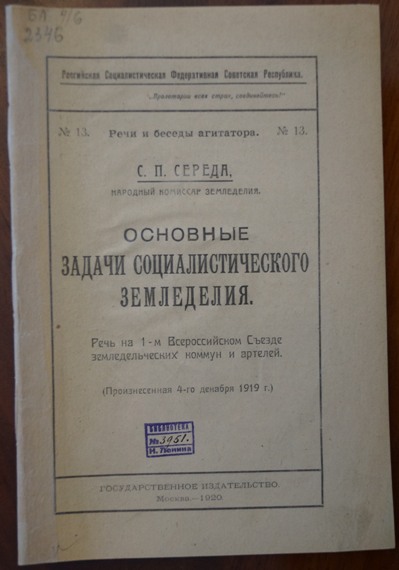 БЛ 4/6
2346
Российская Социалистическая Федеративная Советская Республика.
„Пролетарии всех стран, соединяйтесь!“
№ 13. Речи и беседы агитатора. № 13.
С. П. СЕРЕДА,
НАРОДНЫЙ КОМИССАР ЗЕМЛЕДЕЛИЯ.
ОСНОВНЫЕ
ЗАДАЧИ СОЦИАЛИСТИЧЕСКОГО
ЗЕМЛЕДЕЛИЯ.
Речь на 1-м Всероссийском Съезде
земледельческих коммун и артелей.
(Произнесенная 4-го декабря 1919 г.)
БИБЛИОТЕКА
№ 3951.
И. Ленина
ГОСУДАРСТВЕННОЕ ИЗДАТЕЛЬСТВО.
Москва.—1920.